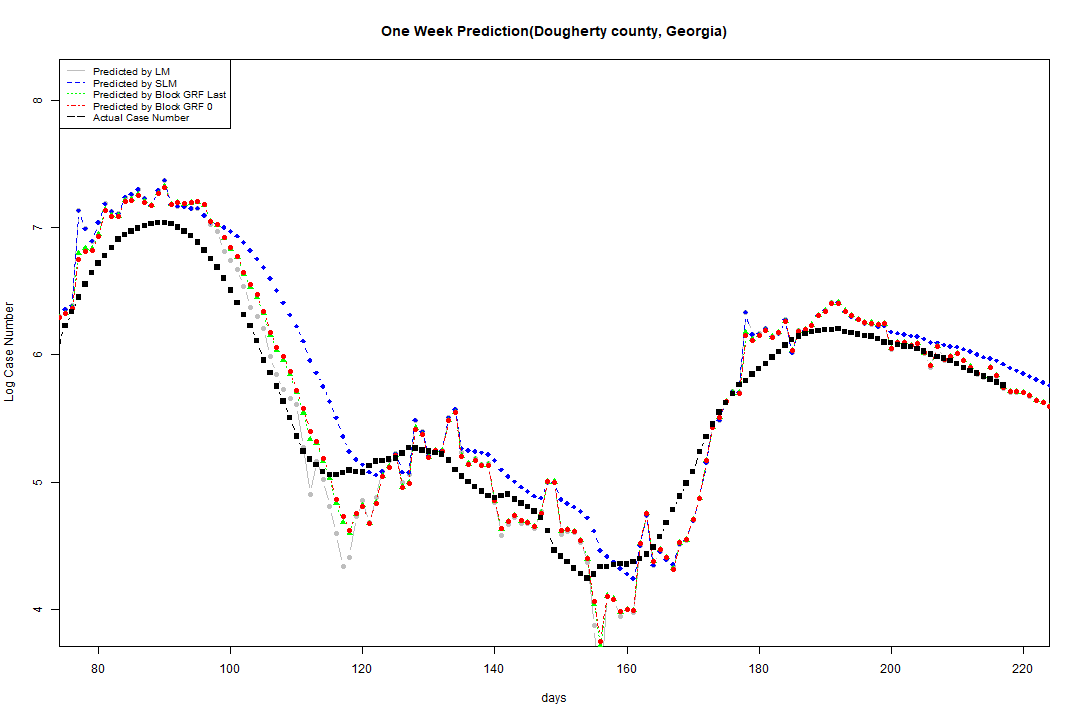 One Week Prediction(Dougherty county, Georgia)
Predicted by LM
Predicted by SLM
Predicted by Block GRF Last
Predicted by Block GRF 0
Actual Case Number
Log Case Number
8
7
6
5
4
80 100 120 140 160 180 200 220
days